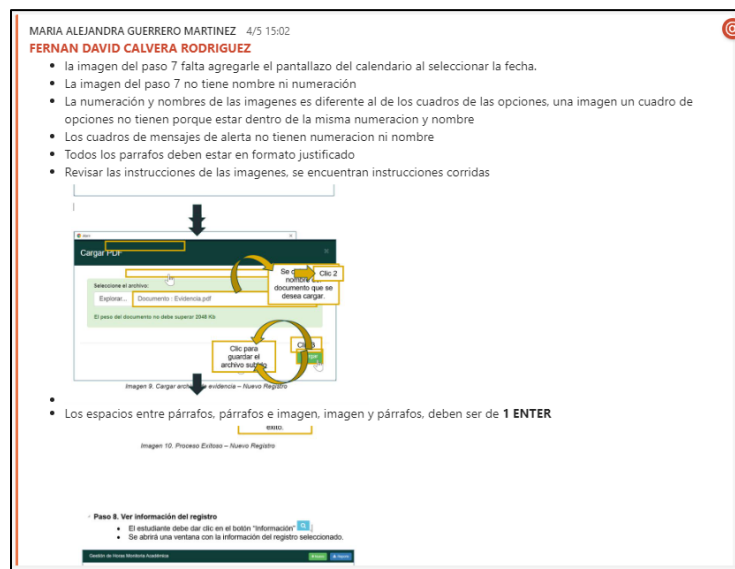 MARIA ALEJANDRA GUERRERO MARTINEZ 4/5 15:02
FERNAN DAVID CALVERA RODRIGUEZ
• la imagen del paso 7 falta agregarle el pantallazo del calendario al seleccionar la fecha.
• La imagen del paso 7 no tiene nombre ni numeración
• La numeración y nombres de las imagenes es diferente al de los cuadros de las opciones, una imagen un cuadro de
opciones no tienen porque estar dentro de la misma numeracion y nombre
• Los cuadros de mensajes de alerta no tienen numeracion ni nombre
• Todos los parrafos deben estar en formato justificado
• Revisar las instrucciones de las imagenes, se encuentran instrucciones corridas
Cargar PDF
Seleccione el archivo:
Explorar... Documento : Evidencia.pdf
El peso del documento no debe superar 2048 Kb
Se
nombre
documento que se
desea cargar.
Clic 2
Clic para
guardar el
archivo subido
Imagen 9. Cargar evidencia – Nuevo Registro
• Los espacios entre párrafos, párrafos e imagen, imagen y párrafos, deben ser de 1 ENTER
Imagen 10. Proceso Exitoso – Nuevo Registro
Paso 8. Ver información del registro
• El estudiante debe dar clic en el botón "Información"
• Se abrirá una ventana con la información del registro seleccionado.
Gestión de Horas Monitoria Académica